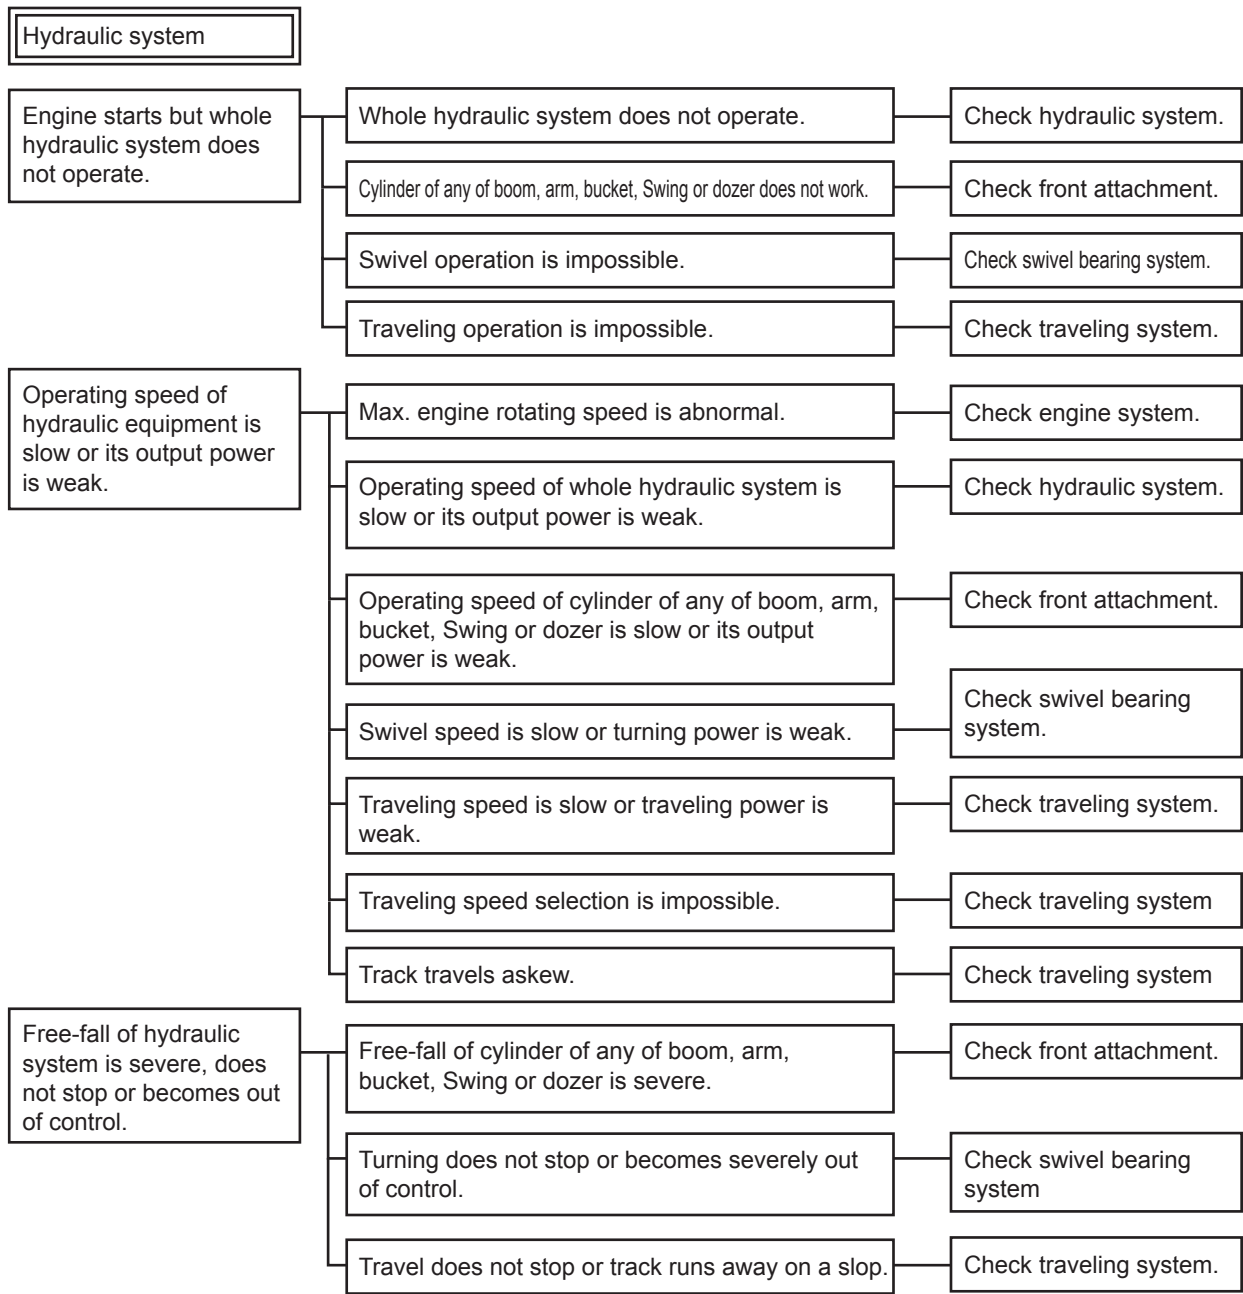 Hydraulic system
Engine starts but whole
hydraulic system does
not operate.
Whole hydraulic system does not operate.
Check hydraulic system.
Cylinder of any of boom, arm, bucket, Swing or dozer does not work.
Check front attachment.
Swivel operation is impossible.
Check swivel bearing system.
Traveling operation is impossible.
Check traveling system.
Operating speed of
hydraulic equipment is
slow or its output power
is weak.
Max. engine rotating speed is abnormal.
Check engine system.
Operating speed of whole hydraulic system is
slow or its output power is weak.
Check hydraulic system.
Operating speed of cylinder of any of boom, arm,
bucket, Swing or dozer is slow or its output
power is weak.
Check front attachment.
Swivel speed is slow or turning power is weak.
Check swivel bearing
system.
Traveling speed is slow or traveling power is
weak.
Check traveling system.
Traveling speed selection is impossible.
Check traveling system
Track travels askew.
Check traveling system
Free-fall of hydraulic
system is severe, does
not stop or becomes out
of control.
Free-fall of cylinder of any of boom, arm,
bucket, Swing or dozer is severe.
Check front attachment.
Turning does not stop or becomes severely out
of control.
Check swivel bearing
system
Travel does not stop or track runs away on a slop.
Check traveling system.